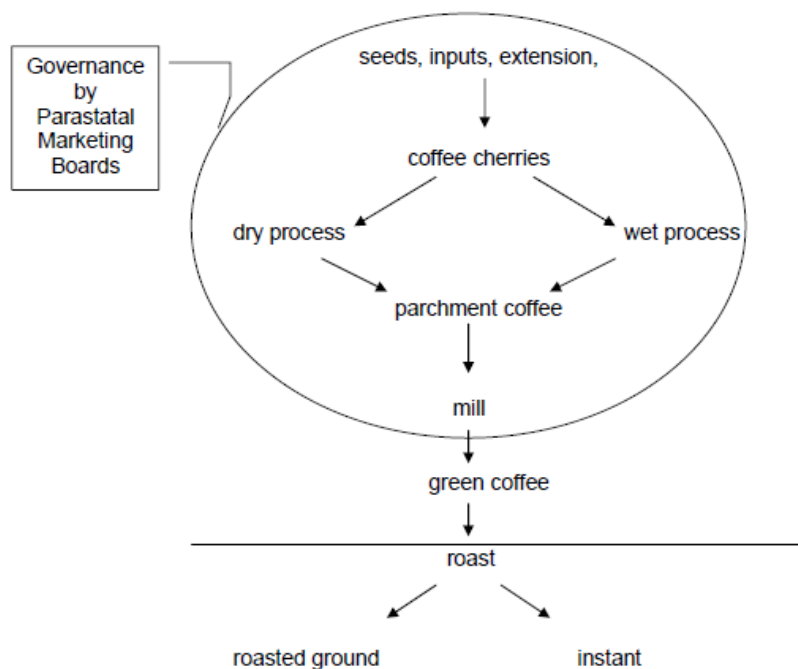 Governance
by
Parastatal
Marketing
Boards
seeds, inputs, extension,
coffee cherries
dry process
wet process
parchment coffee
mill
green coffee
roast
roasted ground
instant